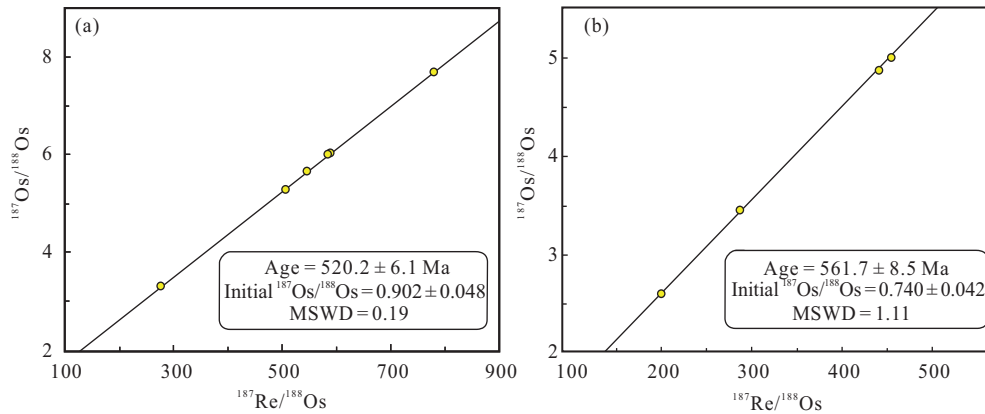 (a)
8
6
4
2
¹⁸⁷Os/¹⁸⁸Os
Age = 520.2 ± 6.1 Ma
Initial ¹⁸⁷Os/¹⁸⁸Os = 0.902 ± 0.048
MSWD = 0.19
100 300 500 700 900
¹⁸⁷Re/¹⁸⁸Os
(b)
5
4
3
2
¹⁸⁷Os/¹⁸⁸Os
Age = 561.7 ± 8.5 Ma
Initial ¹⁸⁷Os/¹⁸⁸Os = 0.740 ± 0.042
MSWD = 1.11
100 200 300 400 500
¹⁸⁷Re/¹⁸⁸Os